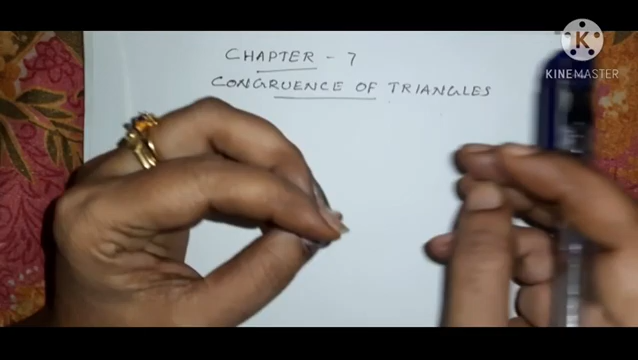 CHAPTER - 7
CONGRUENCE OF TRIANGLES
K
KINEMASTER